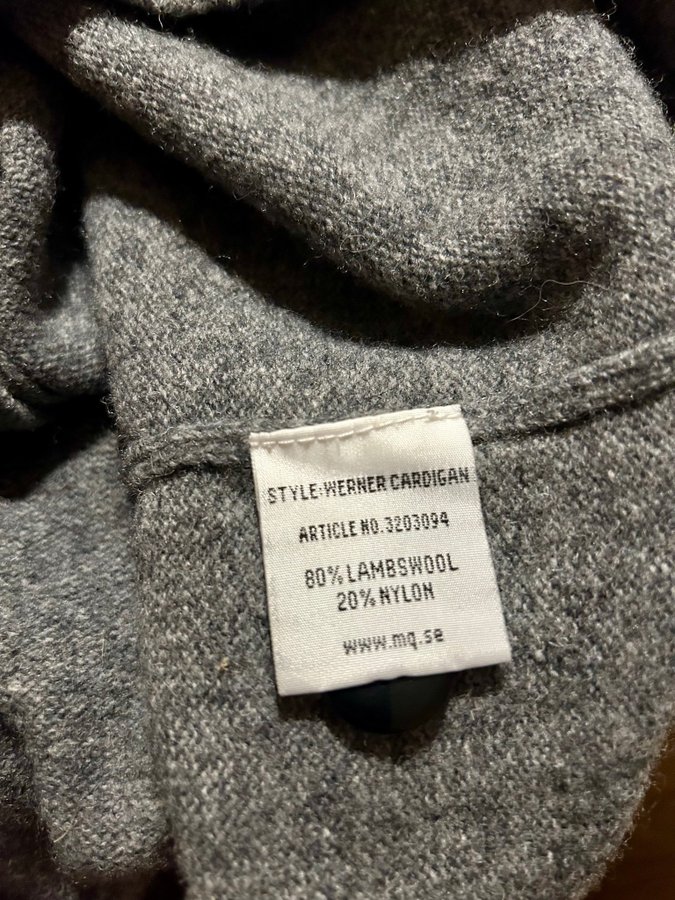 STYLE:WERNER CARDIGAN
ARTICLE NO.3203094
80% LAMBSWOOL
20% NYLON
www.mq.se